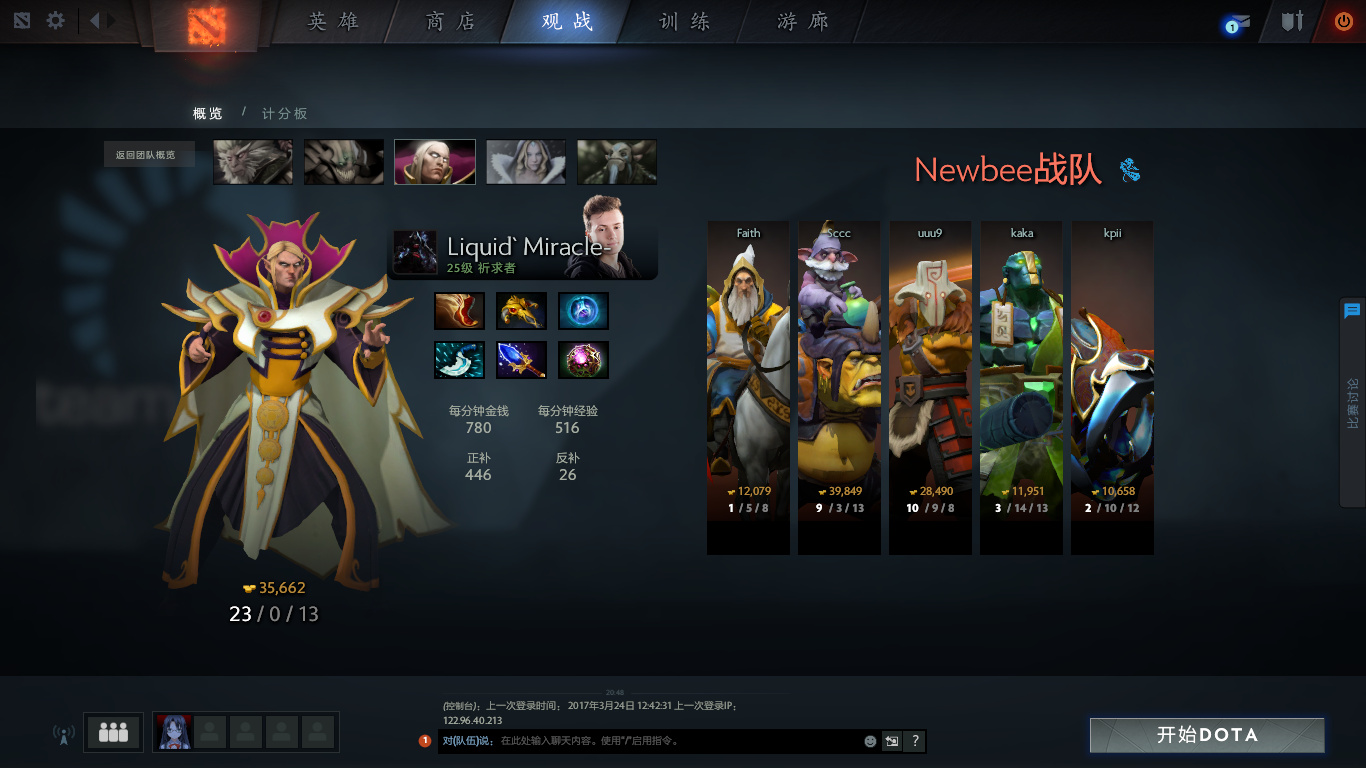 英雄
商店
观战
训练
游廊
1
概览 / 计分板
返回团队概览
Newbee战队
Liquid` Miracle-
25级 祈求者
每分钟金钱 每分钟经验
780 516
正补 反补
446 26
35,662
23 / 0 / 13
Faith
12,079
1 / 5 / 8
Sccc
39,849
9 / 3 / 13
uuu9
28,490
10 / 9 / 8
kaka
11,951
3 / 14 / 13
kpii
10,658
2 / 10 / 12
team
比赛讨论
20:48
(控制台): 上一次登录时间: 2017年3月24日 12:42:31 上一次登录IP:
122.96.40.213
1
对(队伍)说: 在此处输入聊天内容。使用"/"启用指令。
?
开始DOTA